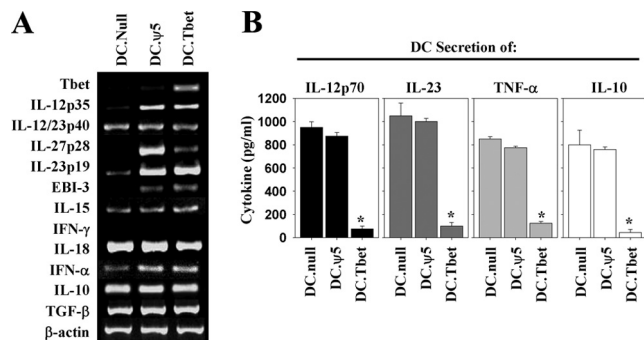 A
DC.Null
DC.ψ5
DC.Tbet
Tbet
IL-12p35
IL-12/23p40
IL-27p28
IL-23p19
EBI-3
IL-15
IFN-γ
IL-18
IFN-α
IL-10
TGF-β
β-actin
B
DC Secretion of:
IL-12p70 IL-23 TNF-α IL-10
Cytokine (pg/ml)
1200
1000
800
600
400
200
0
* * * *
DC.null DC.ψ5 DC.Tbet DC.null DC.ψ5 DC.Tbet DC.null DC.ψ5 DC.Tbet DC.null DC.ψ5 DC.Tbet